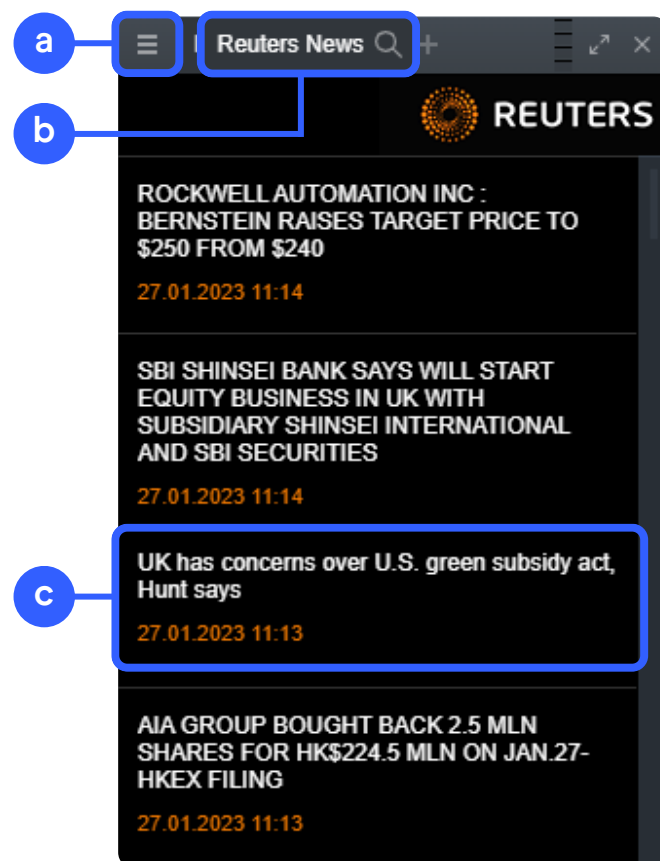 a
Reuters News
b
REUTERS
ROCKWELL AUTOMATION INC :
BERNSTEIN RAISES TARGET PRICE TO
$250 FROM $240
27.01.2023 11:14
SBI SHINSEI BANK SAYS WILL START
EQUITY BUSINESS IN UK WITH
SUBSIDIARY SHINSEI INTERNATIONAL
AND SBI SECURITIES
27.01.2023 11:14
c
UK has concerns over U.S. green subsidy act,
Hunt says
27.01.2023 11:13
AIA GROUP BOUGHT BACK 2.5 MLN
SHARES FOR HK$224.5 MLN ON JAN.27-
HKEX FILING
27.01.2023 11:13